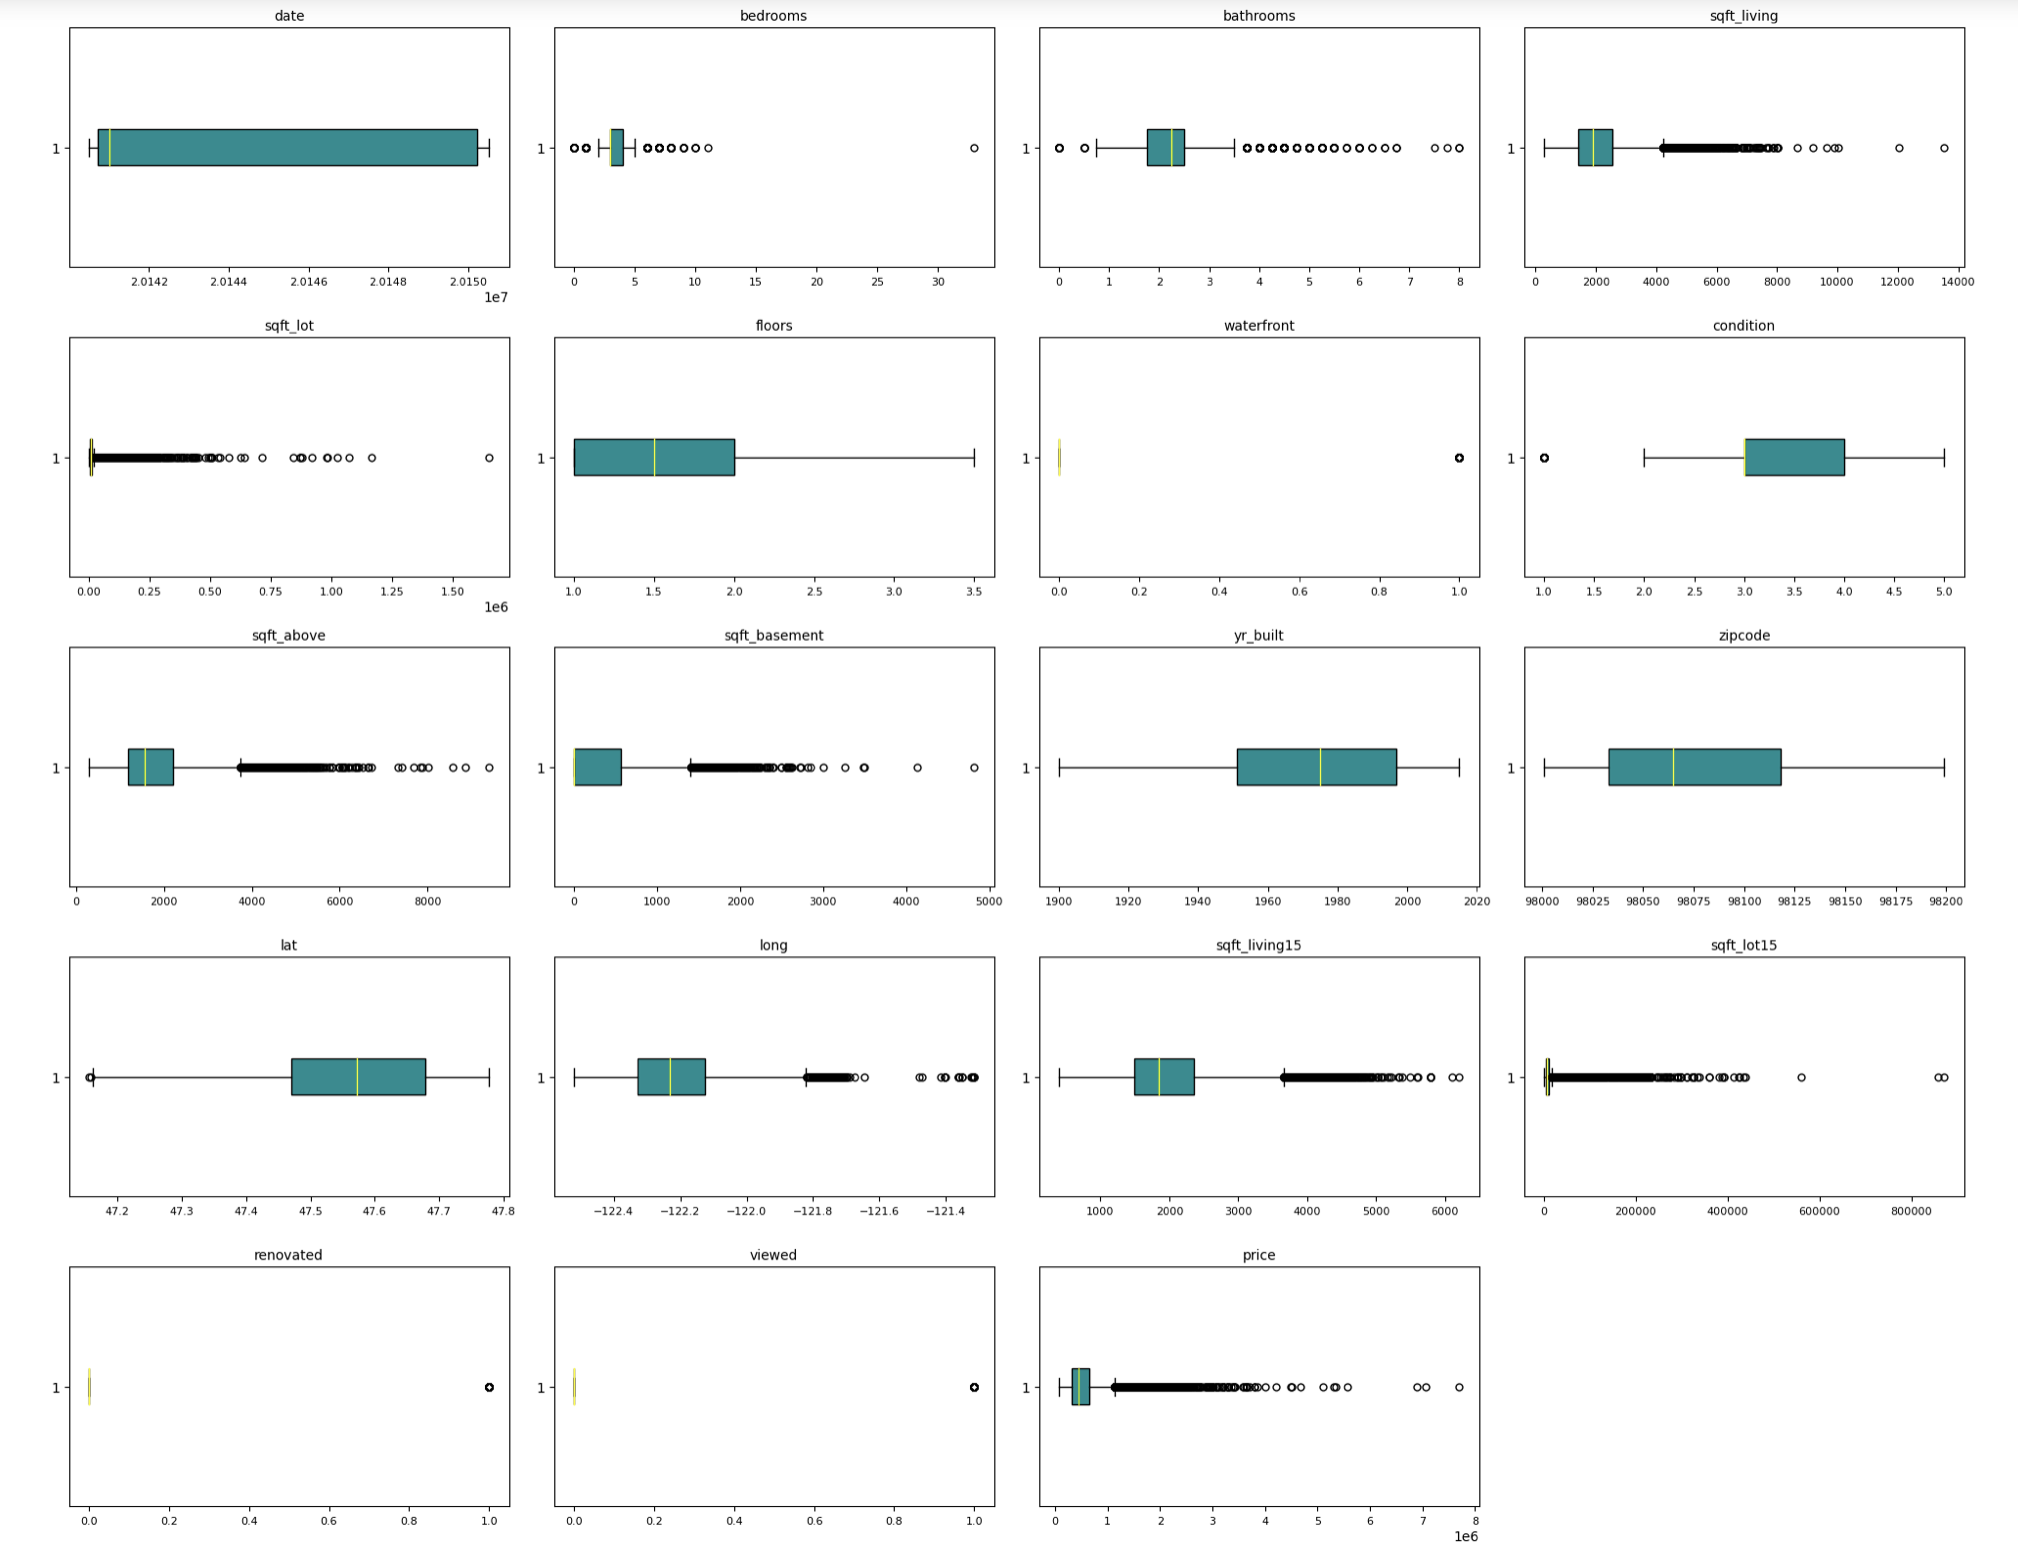 date bedrooms bathrooms sqft_living
1 1 1 1
2.0142 2.0144 2.0146 2.0148 2.0150 0 5 10 15 20 25 30 0 1 2 3 4 5 6 7 8 0 2000 4000 6000 8000 10000 12000 14000
1e7
sqft_lot floors waterfront condition
1 1 1 1
0.00 0.25 0.50 0.75 1.00 1.25 1.50 1.0 1.5 2.0 2.5 3.0 3.5 0.0 0.2 0.4 0.6 0.8 1.0 1.0 1.5 2.0 2.5 3.0 3.5 4.0 4.5 5.0
1e6
sqft_above sqft_basement yr_built zipcode
1 1 1 1
0 2000 4000 6000 8000 0 1000 2000 3000 4000 5000 1900 1920 1940 1960 1980 2000 2020 98000 98025 98050 98075 98100 98125 98150 98175 98200
lat long sqft_living15 sqft_lot15
1 1 1 1
47.2 47.3 47.4 47.5 47.6 47.7 47.8 −122.4 −122.2 −122.0 −121.8 −121.6 −121.4 1000 2000 3000 4000 5000 6000 0 200000 400000 600000 800000
renovated viewed price
1 1 1
0.0 0.2 0.4 0.6 0.8 1.0 0.0 0.2 0.4 0.6 0.8 1.0 0 1 2 3 4 5 6 7 8
1e6